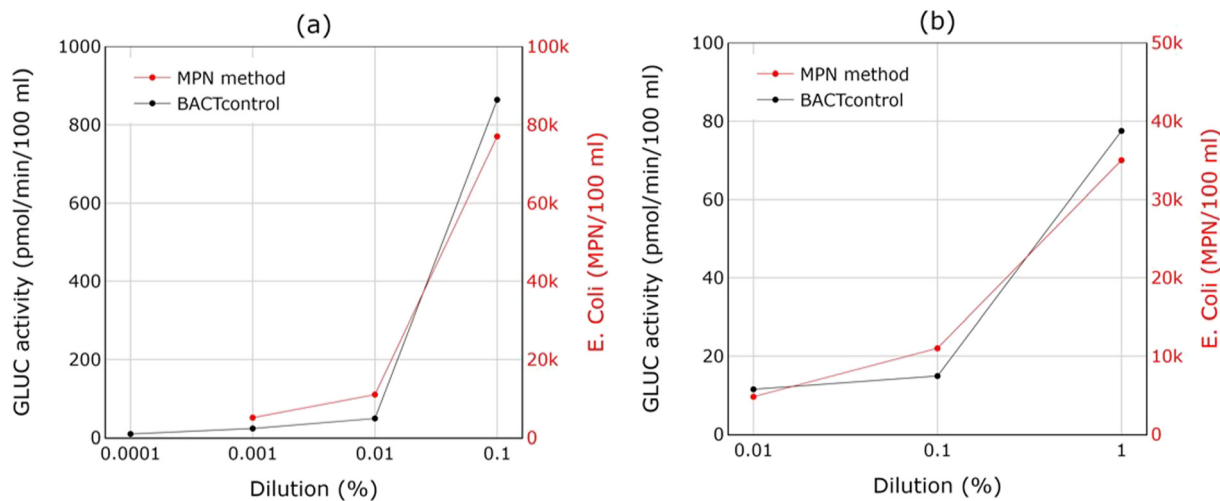 (a)
1000
800
600
400
200
0
GLUC activity (pmol/min/100 ml)
MPN method
BACTcontrol
100k
80k
60k
40k
20k
0
E. Coli (MPN/100 ml)
0.0001 0.001 0.01 0.1
Dilution (%)
(b)
100
80
60
40
20
0
GLUC activity (pmol/min/100 ml)
MPN method
BACTcontrol
50k
40k
30k
20k
10k
0
E. Coli (MPN/100 ml)
0.01 0.1 1
Dilution (%)